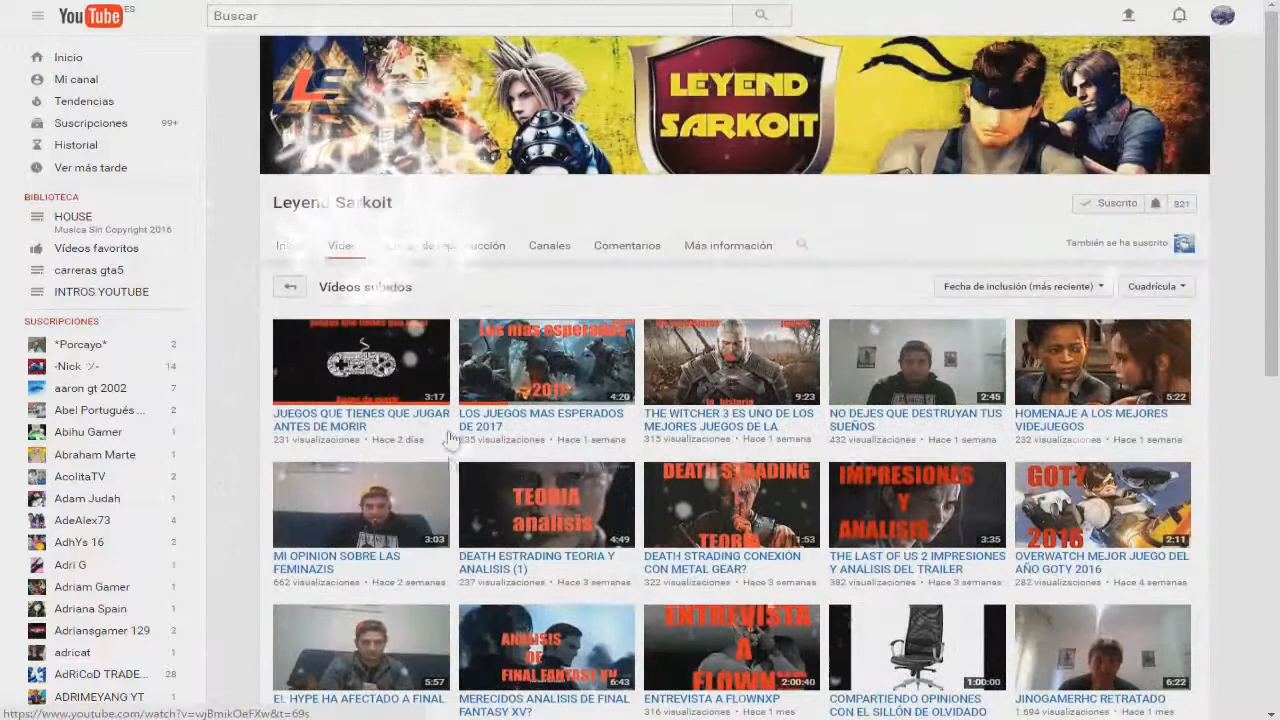 YouTube ES
Buscar
Inicio
Mi canal
Tendencias
Suscripciones 99+
Historial
Ver más tarde
BIBLIOTECA
HOUSE
Musica Sin Copyright 2016
Vídeos favoritos
carreras gta5
INTROS YOUTUBE
SUSCRIPCIONES
*Porcayo* 2
14
aaron gt 2002 7
Abel Portugués ... 2
Abihu Gamer 1
Abraham Marte 1
AcolitaTV 2
Adam Judah 1
AdeAlex73 4
AdhYs 16 2
Adri G 1
Adriam Gamer 1
Adriana Spain 1
Adriansgamer 129 2
adricat 1
AdRiCoD TRADE... 28
LE
LEYEND
SARKOIT
Leyend Sarkoit
Suscrito 821
Canales
Comentarios
Más información
También se ha suscrito
Vídeos subidos
Fecha de inclusión (más reciente)
Cuadrícula
3:17
JUEGOS QUE TIENES QUE JUGAR
ANTES DE MORIR
231 visualizaciones • Hace 2 días
Los mas esperados
2017
4:20
LOS JUEGOS MAS ESPERADOS
DE 2017
Hace 1 semana
la historia
9:23
THE WITCHER 3 ES UNO DE LOS
MEJORES JUEGOS DE LA
315 visualizaciones • Hace 1 semana
2:45
NO DEJES QUE DESTRUYAN TUS
SUEÑOS
432 visualizaciones • Hace 1 semana
5:22
HOMENAJE A LOS MEJORES
VIDEJUEGOS
232 visualizaciones • Hace 1 semana
3:03
MI OPINION SOBRE LAS
FEMINAZIS
662 visualizaciones • Hace 2 semanas
TEORIA
analisis
4:49
DEATH ESTRADING TEORIA Y
ANALISIS (1)
237 visualizaciones • Hace 3 semanas
DEATH STRADING
TEORIA
1:53
DEATH STRADING CONEXIÓN
CON METAL GEAR?
322 visualizaciones • Hace 3 semanas
IMPRESIONES
Y
ANALISIS
3:35
THE LAST OF US 2 IMPRESIONES
Y ANALISIS DEL TRAILER
382 visualizaciones • Hace 3 semanas
GOTY
2016
2:11
OVERWATCH MEJOR JUEGO DEL
AÑO GOTY 2016
282 visualizaciones • Hace 4 semanas
5:57
EL HYPE HA AFECTADO A FINAL
ANALISIS
DE
FINAL FANTASY XV?
6:43
MERECIDOS ANALISIS DE FINAL
FANTASY XV?
ENTREVISTA
A
FLOWNXP
2:00:40
ENTREVISTA A FLOWNXP
316 visualizaciones • Hace 1 mes
1:00:00
COMPARTIENDO OPINIONES
CON EL SILLÓN DE OLVIDADO
6:22
JINOGAMERHC RETRATADO
1.694 visualizaciones • Hace 1 mes